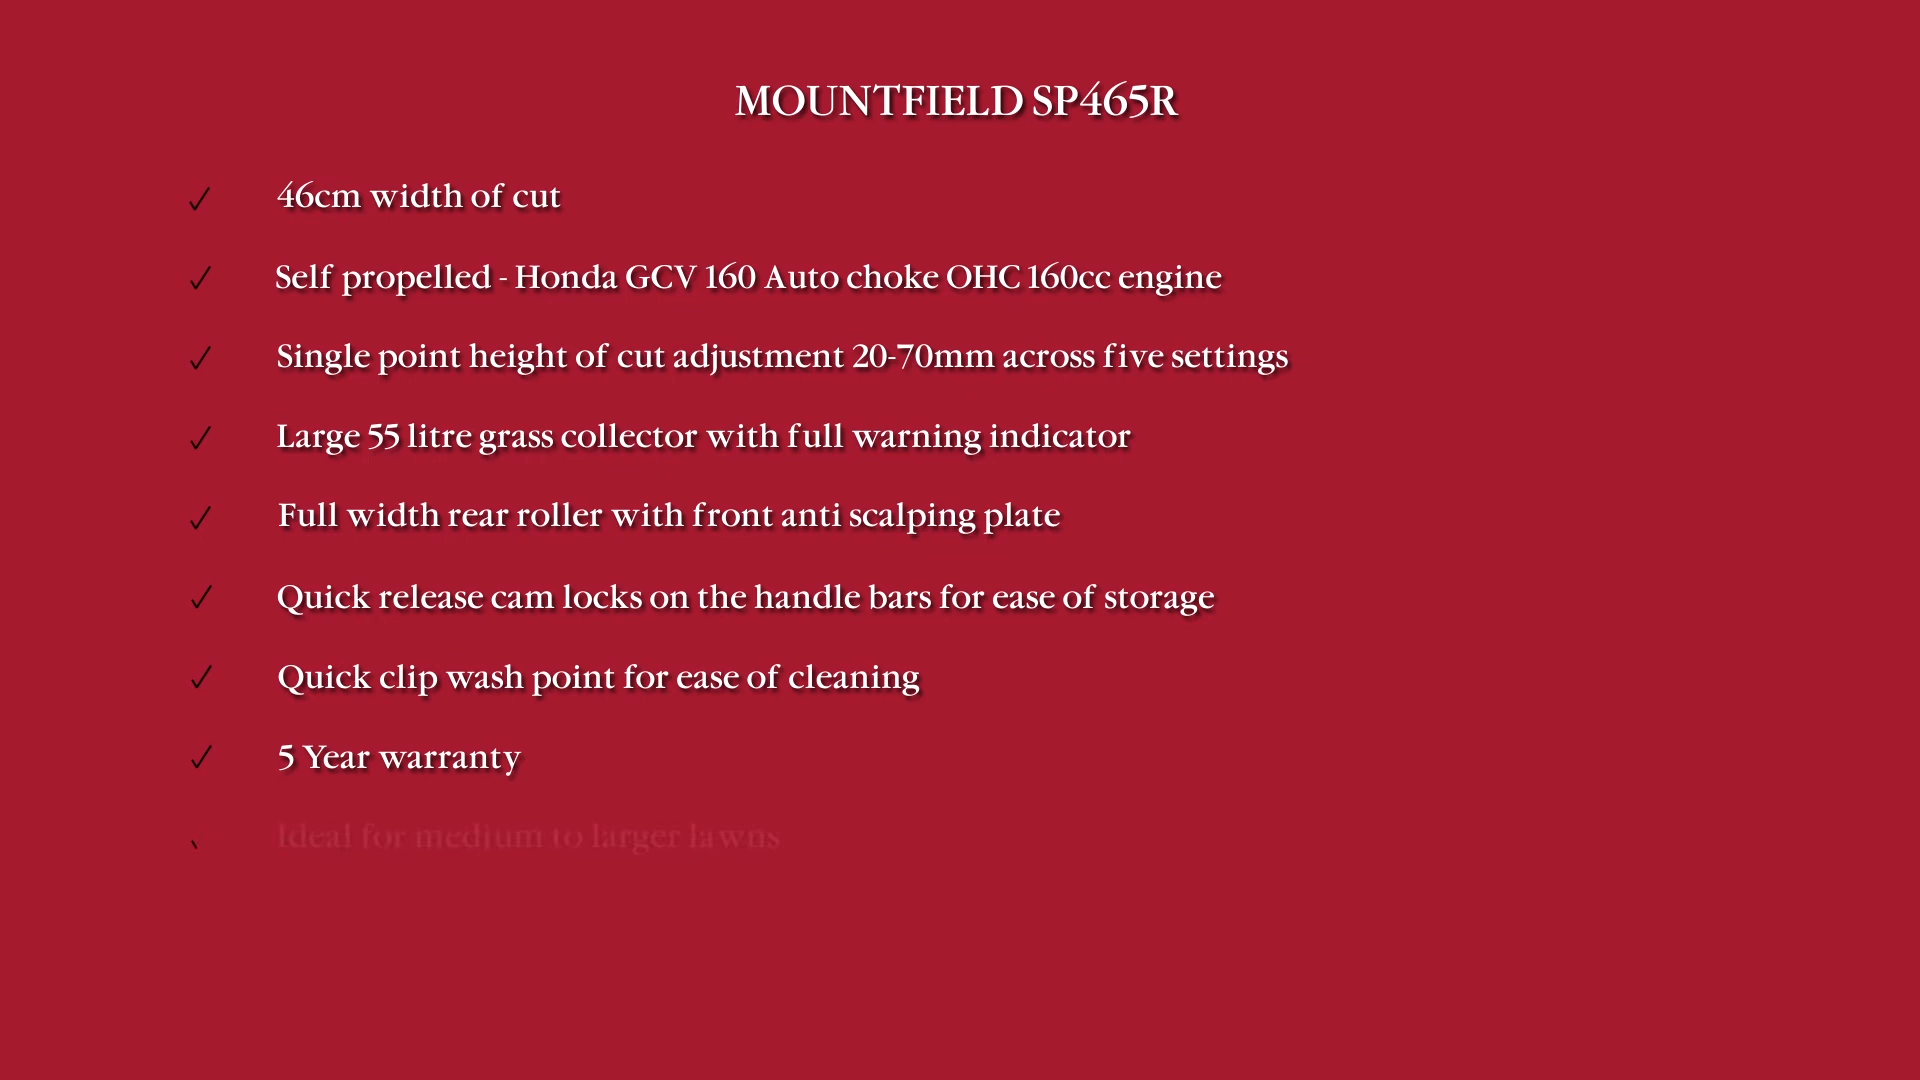 MOUNTFIELD SP465R
✓ 46cm width of cut
✓ Self propelled - Honda GCV 160 Auto choke OHC 160cc engine
✓ Single point height of cut adjustment 20-70mm across five settings
✓ Large 55 litre grass collector with full warning indicator
✓ Full width rear roller with front anti scalping plate
✓ Quick release cam locks on the handle bars for ease of storage
✓ Quick clip wash point for ease of cleaning
✓ 5 Year warranty
Ideal for medium to larger lawns